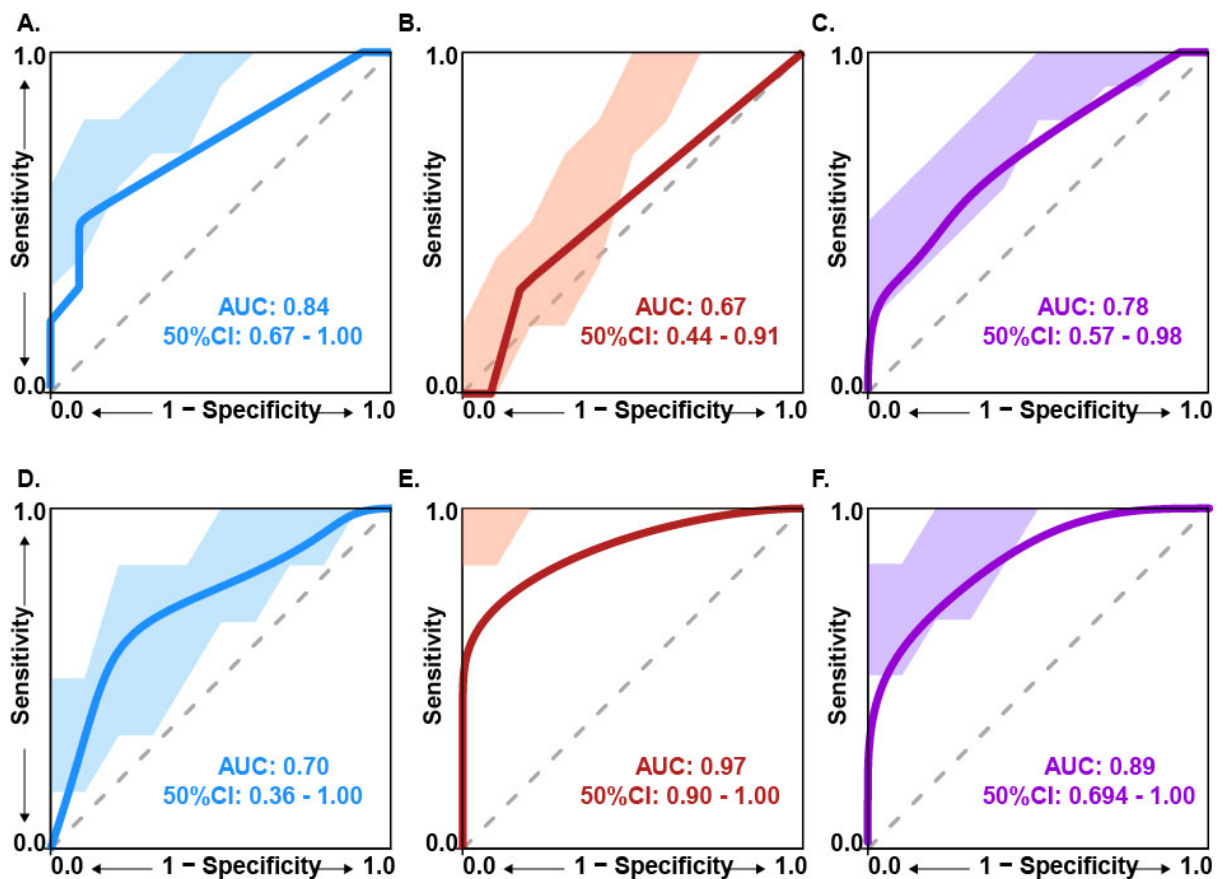 A.
1.0
Sensitivity
0.0
AUC: 0.84
50%CI: 0.67 - 1.00
0.0 ← 1 − Specificity → 1.0
B.
1.0
Sensitivity
0.0
AUC: 0.67
50%CI: 0.44 - 0.91
0.0 ← 1 − Specificity → 1.0
C.
1.0
Sensitivity
0.0
AUC: 0.78
50%CI: 0.57 - 0.98
0.0 ← 1 − Specificity → 1.0
D.
1.0
Sensitivity
0.0
AUC: 0.70
50%CI: 0.36 - 1.00
0.0 ← 1 − Specificity → 1.0
E.
1.0
Sensitivity
0.0
AUC: 0.97
50%CI: 0.90 - 1.00
0.0 ← 1 − Specificity → 1.0
F.
1.0
Sensitivity
0.0
AUC: 0.89
50%CI: 0.694 - 1.00
0.0 ← 1 − Specificity → 1.0